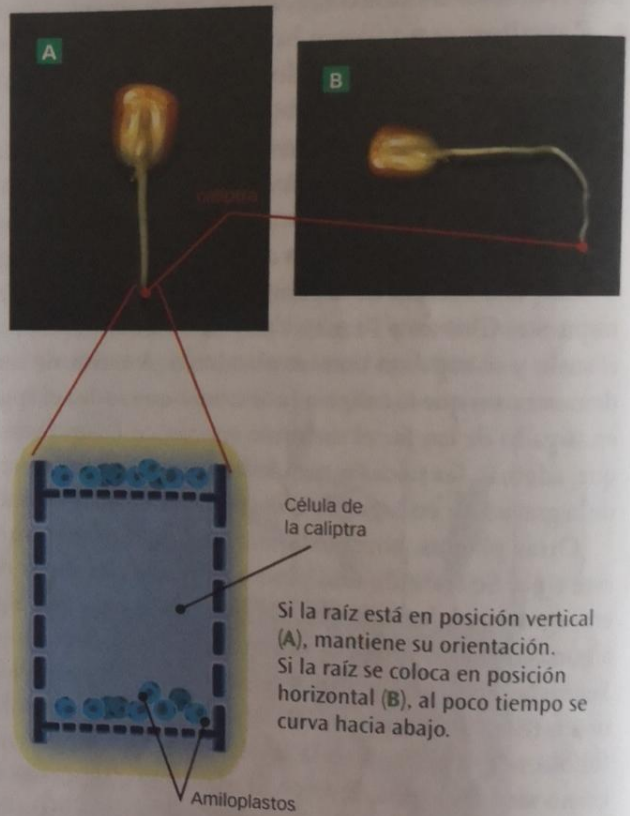 A
B
caliptra
Célula de
la caliptra
Si la raíz está en posición vertical
(A), mantiene su orientación.
Si la raíz se coloca en posición
horizontal (B), al poco tiempo se
curva hacia abajo.
Amiloplastos